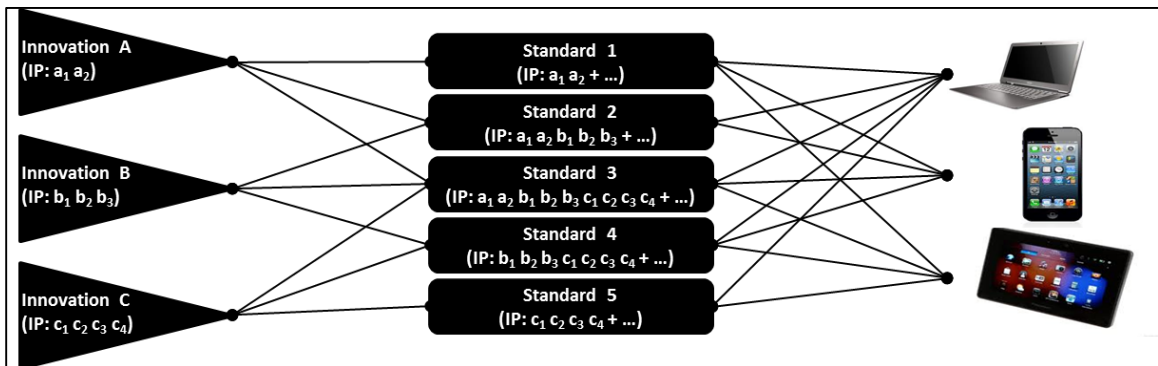 Innovation A
(IP: a₁ a₂)
Innovation B
(IP: b₁ b₂ b₃)
Innovation C
(IP: c₁ c₂ c₃ c₄)
Standard 1
(IP: a₁ a₂ + ...)
Standard 2
(IP: a₁ a₂ b₁ b₂ b₃ + ...)
Standard 3
(IP: a₁ a₂ b₁ b₂ b₃ c₁ c₂ c₃ c₄ + ...)
Standard 4
(IP: b₁ b₂ b₃ c₁ c₂ c₃ c₄ + ...)
Standard 5
(IP: c₁ c₂ c₃ c₄ + ...)